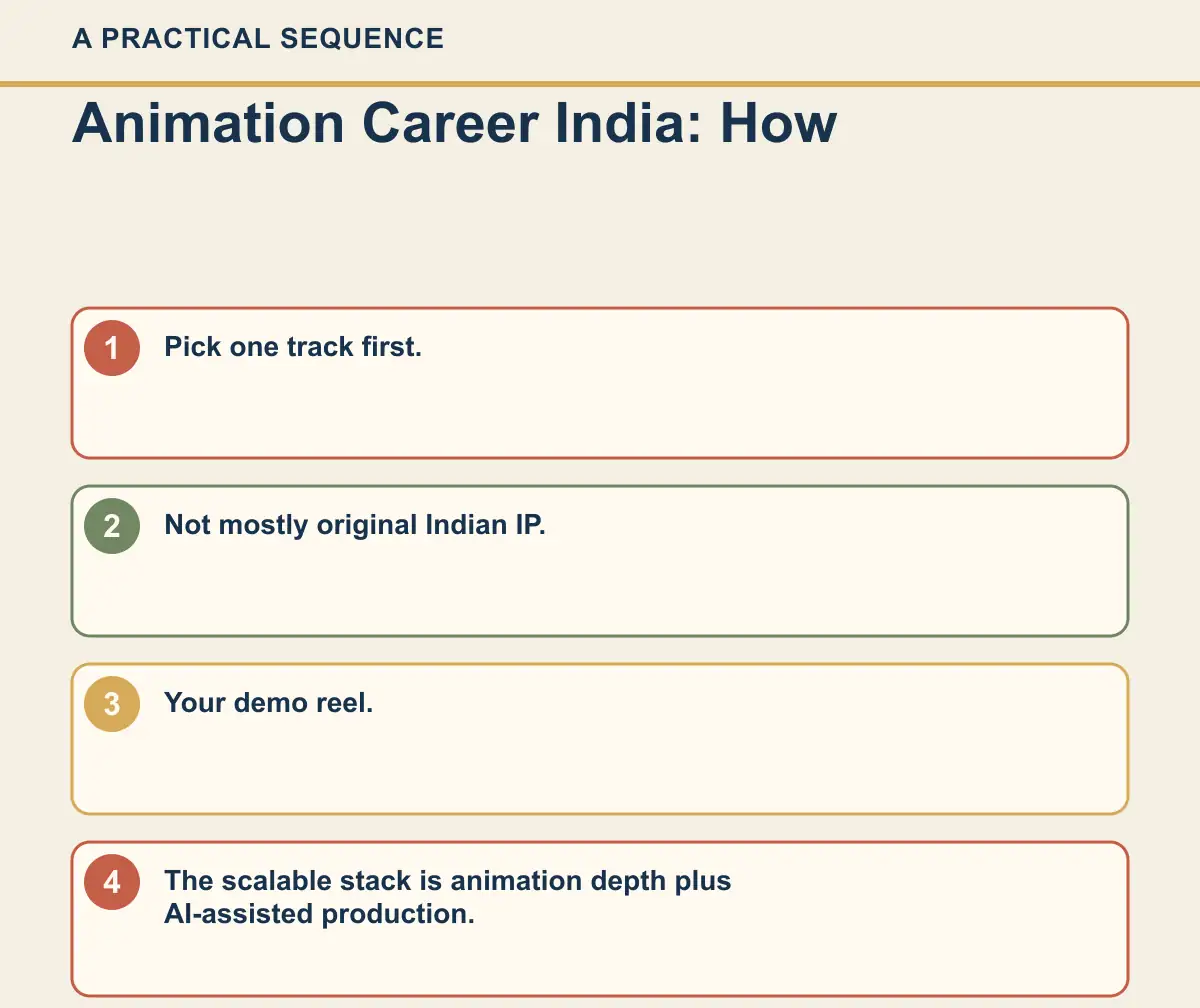 A PRACTICAL SEQUENCE
Animation Career India: How
1
Pick one track first.
2
Not mostly original Indian IP.
3
Your demo reel.
4
The scalable stack is animation depth plus
AI-assisted production.